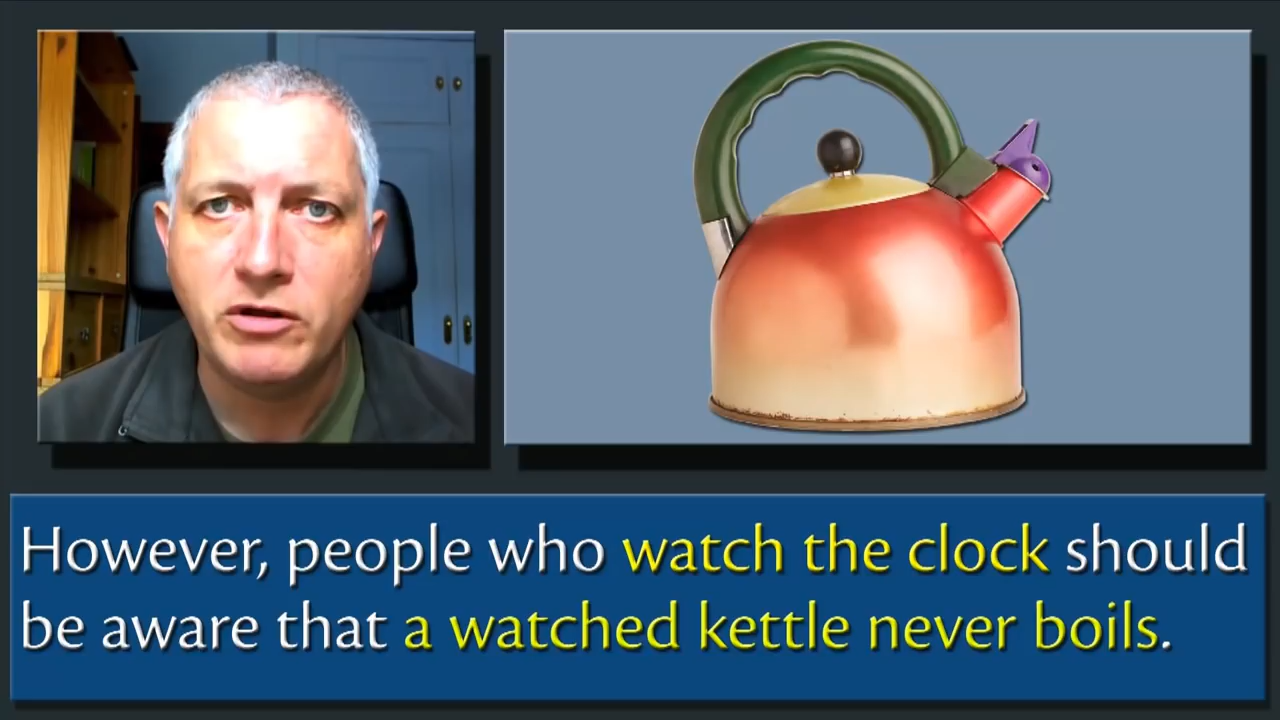 However, people who watch the clock should
be aware that a watched kettle never boils.